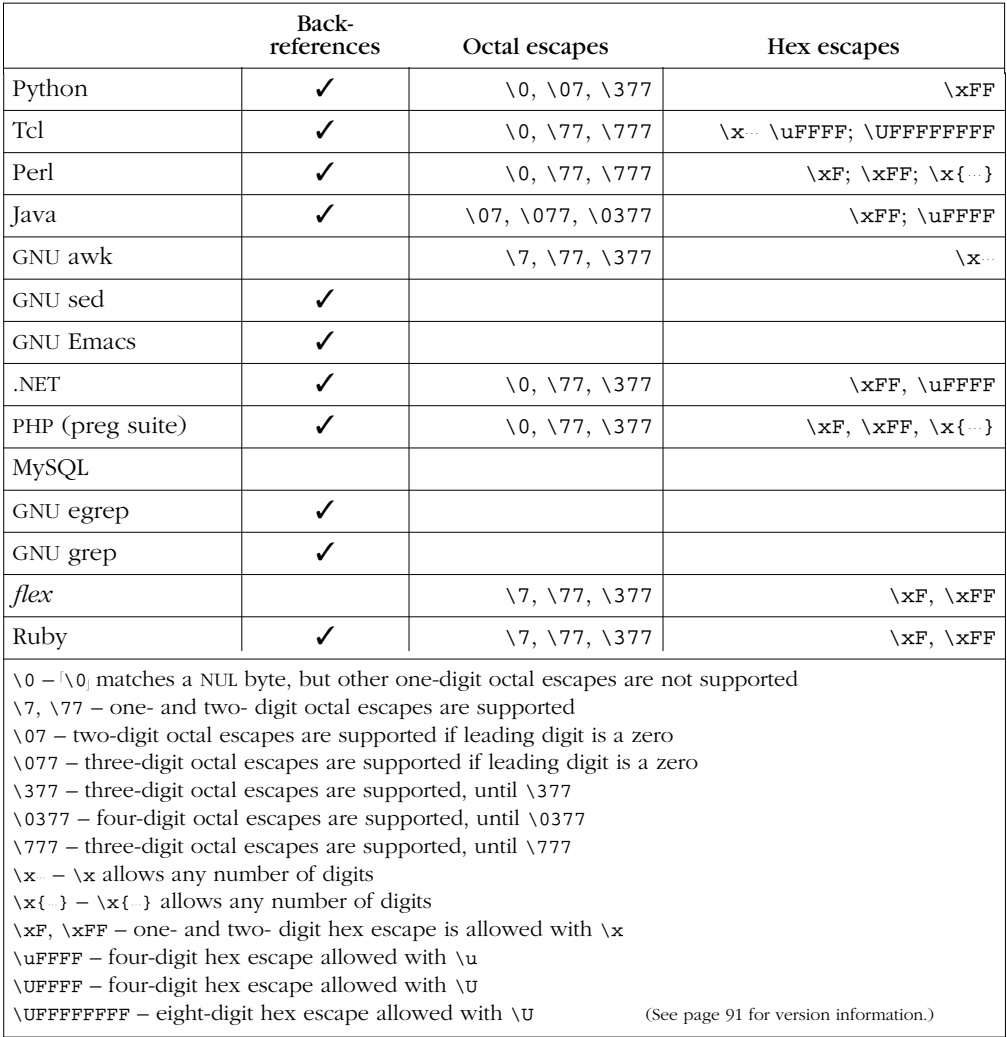 Back-
references Octal escapes Hex escapes
Python ✓ \0, \07, \377 \xFF
Tcl ✓ \0, \77, \777 \x··· \uFFFF; \UFFFFFFFF
Perl ✓ \0, \77, \777 \xF; \xFF; \x{···}
Java ✓ \07, \077, \0377 \xFF; \uFFFF
GNU awk \7, \77, \377 \x···
GNU sed ✓
GNU Emacs ✓
.NET ✓ \0, \77, \377 \xFF, \uFFFF
PHP (preg suite) ✓ \0, \77, \377 \xF, \xFF, \x{···}
MySQL
GNU egrep ✓
GNU grep ✓
flex \7, \77, \377 \xF, \xFF
Ruby ✓ \7, \77, \377 \xF, \xFF
\0 – ⌈\0⌋ matches a NUL byte, but other one-digit octal escapes are not supported
\7, \77 – one- and two- digit octal escapes are supported
\07 – two-digit octal escapes are supported if leading digit is a zero
\077 – three-digit octal escapes are supported if leading digit is a zero
\377 – three-digit octal escapes are supported, until \377
\0377 – four-digit octal escapes are supported, until \0377
\777 – three-digit octal escapes are supported, until \777
\x··· – \x allows any number of digits
\x{···} – \x{···} allows any number of digits
\xF, \xFF – one- and two- digit hex escape is allowed with \x
\uFFFF – four-digit hex escape allowed with \u
\UFFFF – four-digit hex escape allowed with \U
\UFFFFFFFF – eight-digit hex escape allowed with \U (See page 91 for version information.)